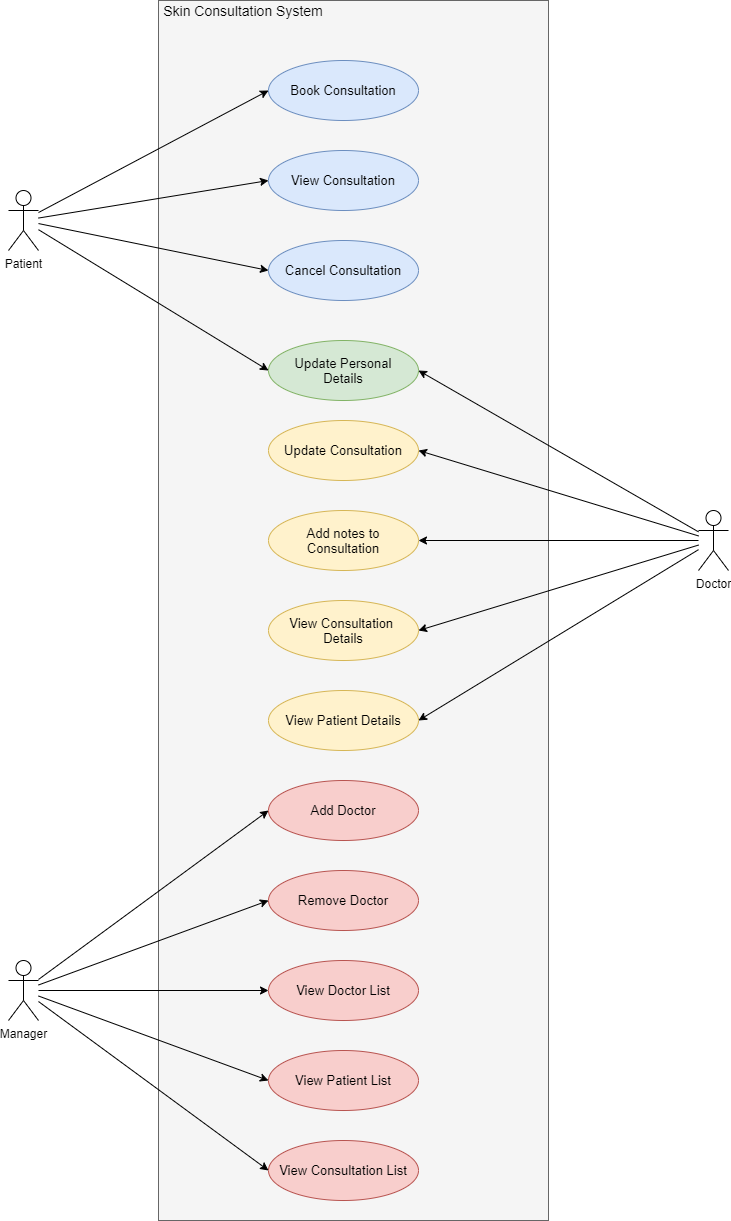 Skin Consultation System
Book Consultation
View Consultation
Cancel Consultation
Patient
Update Personal
Details
Update Consultation
Add notes to
Consultation
Doctor
View Consultation
Details
View Patient Details
Add Doctor
Remove Doctor
View Doctor List
Manager
View Patient List
View Consultation List